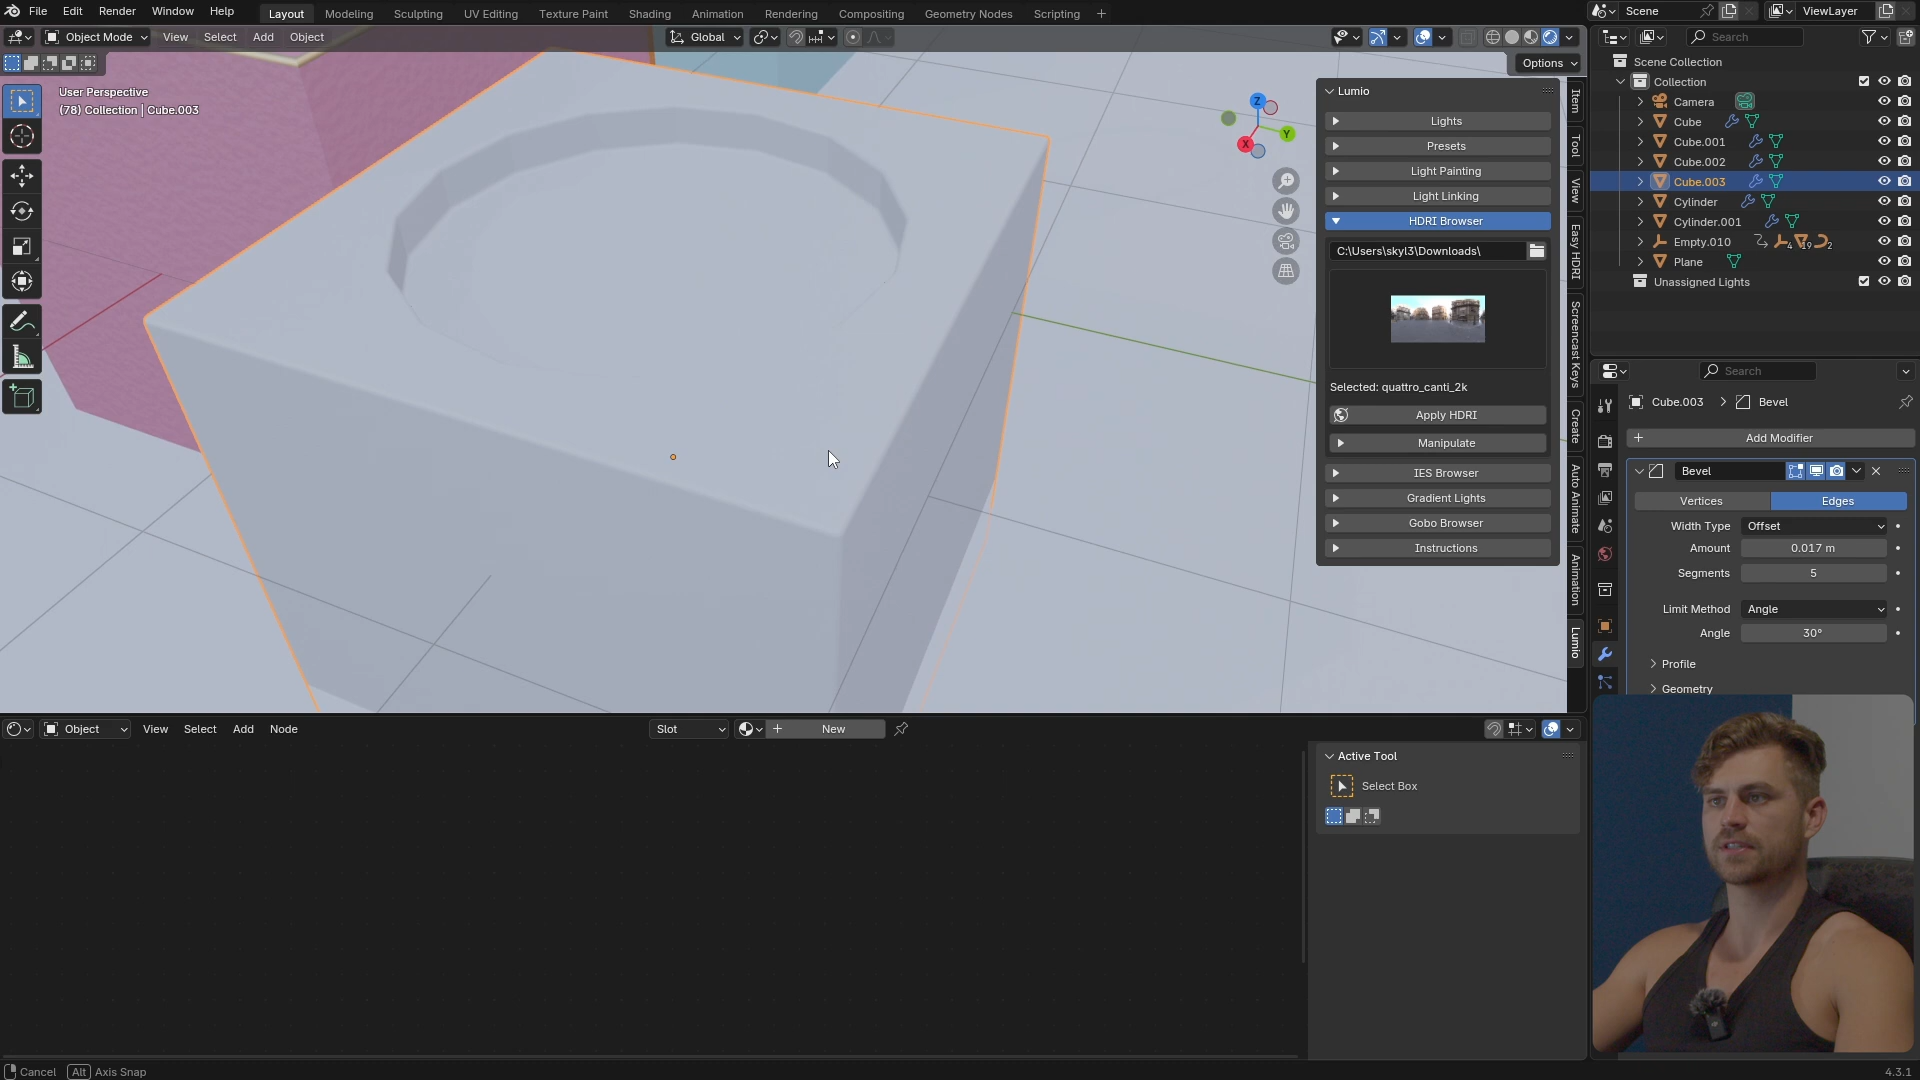 File Edit Render Window Help Layout Modeling Sculpting UV Editing Texture Paint Shading Animation Rendering Compositing Geometry Nodes Scripting + Scene ViewLayer
Object Mode View Select Add Object Global Search
Options
User Perspective
(78) Collection | Cube.003
Z
Y
X
Lumio
Lights
Presets
Light Painting
Light Linking
HDRI Browser
C:\Users\skyl3\Downloads\
Selected: quattro_canti_2k
Apply HDRI
Manipulate
IES Browser
Gradient Lights
Gobo Browser
Instructions
Item
Tool
View
Easy HDRI
Screencast Keys
Create
Auto Animate
Animation
Lumio
Scene Collection
Collection
Camera
Cube
Cube.001
Cube.002
Cube.003
Cylinder
Cylinder.001
Empty.010 4 19 2
Plane
Unassigned Lights
Search
Cube.003 > Bevel
+ Add Modifier
Bevel
Vertices Edges
Width Type Offset
Amount 0.017 m
Segments 5
Limit Method Angle
Angle 30°
Profile
Geometry
Object View Select Add Node Slot + New
Active Tool
Select Box
Cancel Alt Axis Snap
4.3.1